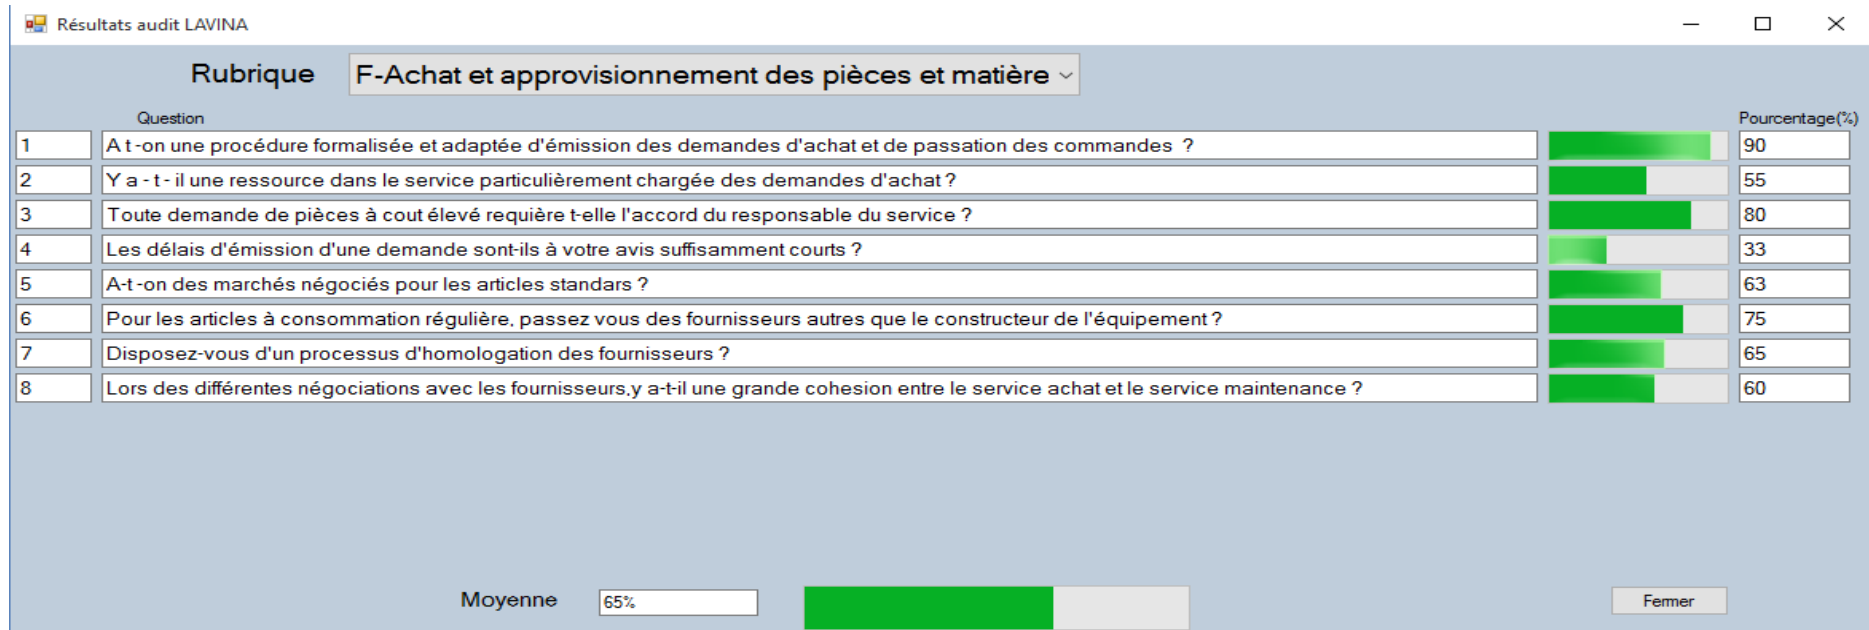 Résultats audit LAVINA
Rubrique F-Achat et approvisionnement des pièces et matière
Question Pourcentage(%)
1 A t -on une procédure formalisée et adaptée d'émission des demandes d'achat et de passation des commandes ? 90
2 Y a - t - il une ressource dans le service particulièrement chargée des demandes d'achat ? 55
3 Toute demande de pièces à cout élevé requière t-elle l'accord du responsable du service ? 80
4 Les délais d'émission d'une demande sont-ils à votre avis suffisamment courts ? 33
5 A-t -on des marchés négociés pour les articles standars ? 63
6 Pour les articles à consommation régulière, passez vous des fournisseurs autres que le constructeur de l'équipement ? 75
7 Disposez-vous d'un processus d'homologation des fournisseurs ? 65
8 Lors des différentes négociations avec les fournisseurs,y a-t-il une grande cohesion entre le service achat et le service maintenance ? 60
Moyenne 65% Fermer